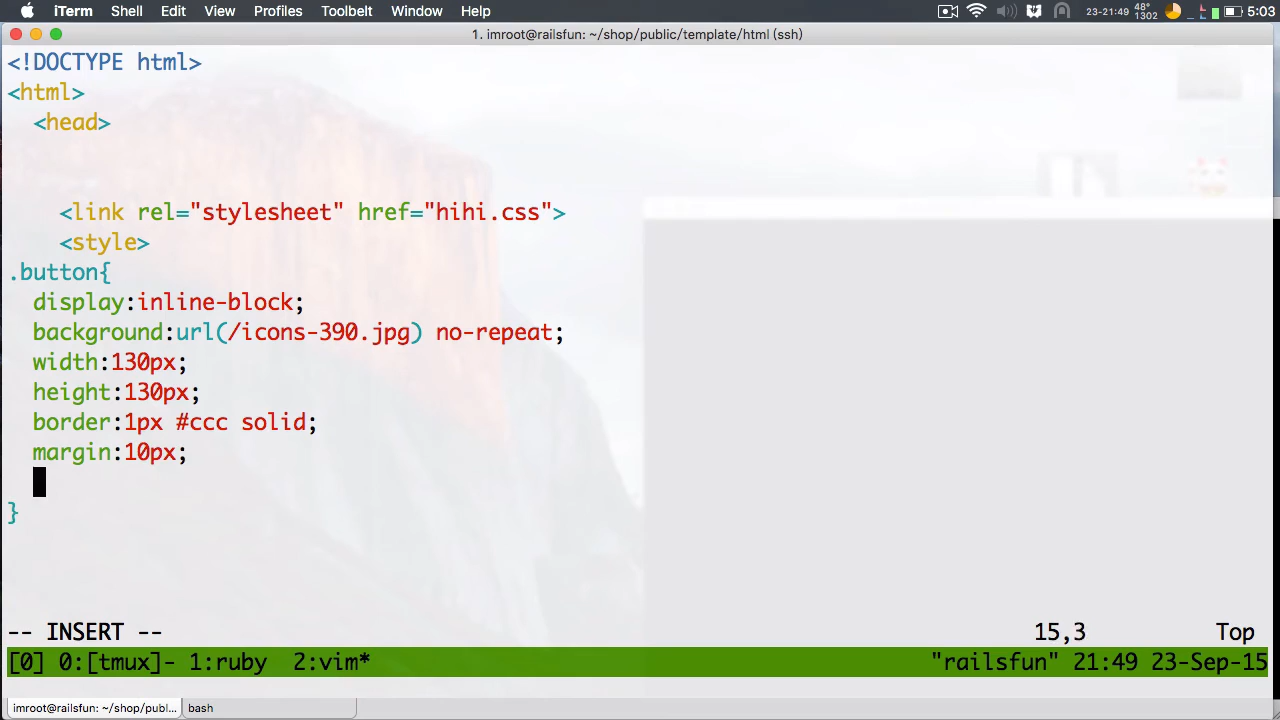 iTerm Shell Edit View Profiles Toolbelt Window Help 23-21:49 48° 1302 5:03
1. imroot@railsfun: ~/shop/public/template/html (ssh)
<!DOCTYPE html>
<html>
<head>
<link rel="stylesheet" href="hihi.css">
<style>
.button{
display:inline-block;
background:url(/icons-390.jpg) no-repeat;
width:130px;
height:130px;
border:1px #ccc solid;
margin:10px;
}
-- INSERT -- 15,3 Top
[0] 0:[tmux]- 1:ruby 2:vim* "railsfun" 21:49 23-Sep-15
imroot@railsfun: ~/shop/publ... bash